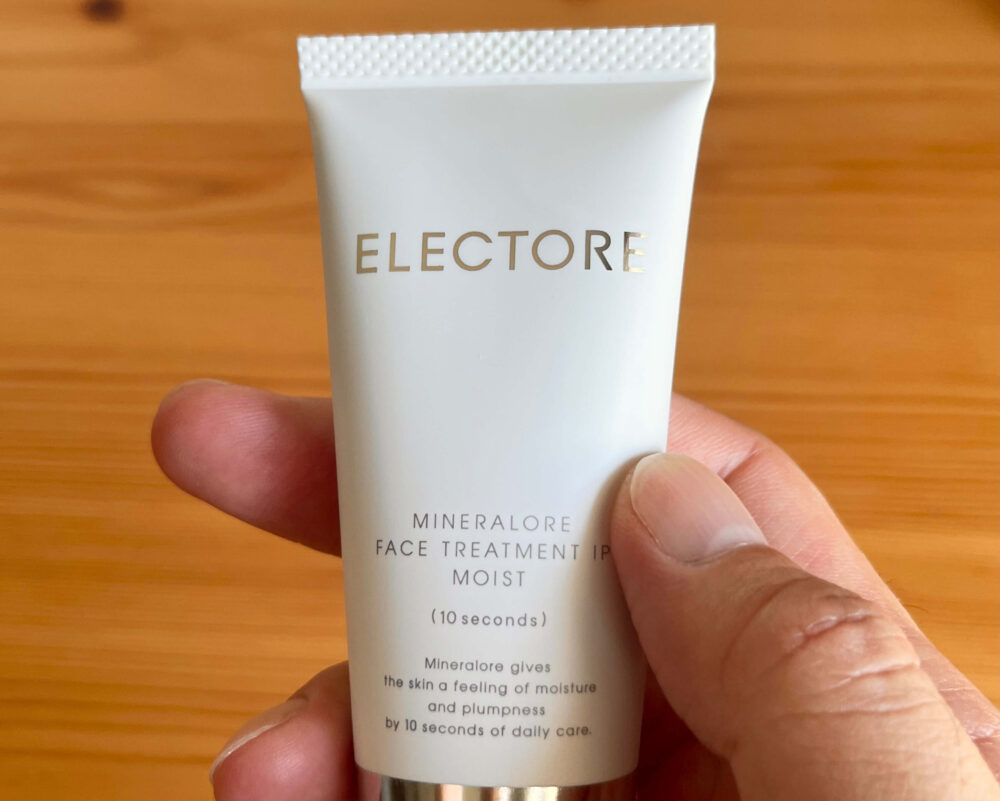 ELECTORE
MINERALORE
FACE TREATMENT IP
MOIST
(10 seconds)
Mineralore gives
the skin a feeling of moisture
and plumpness
by 10 seconds of daily care.